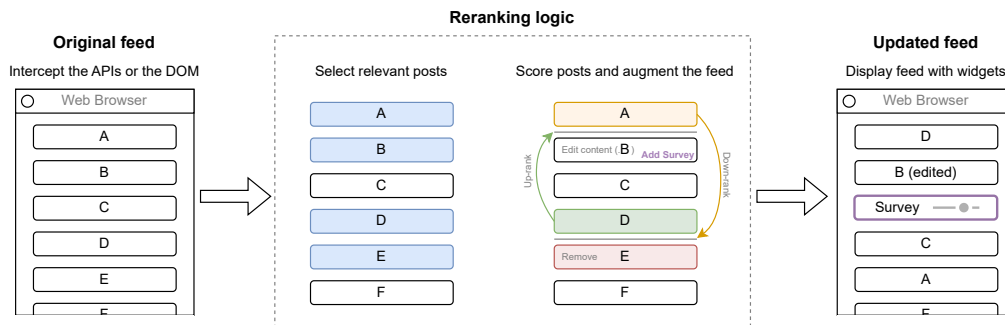 Reranking logic
Original feed
Intercept the APIs or the DOM
Web Browser
A
B
C
D
E
F
Select relevant posts
A
B
C
D
E
F
Score posts and augment the feed
A
Edit content (..) B Add Survey
C
D
Remove E
F
Up-rank
Down-rank
Updated feed
Display feed with widgets
Web Browser
D
B (edited)
Survey
C
A
F